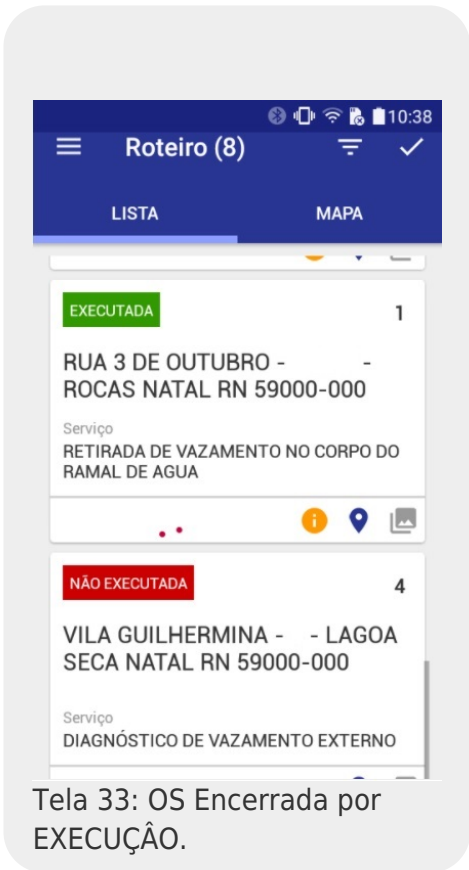 10:38
Roteiro (8)
LISTA MAPA
EXECUTADA 1
RUA 3 DE OUTUBRO - -
ROCAS NATAL RN 59000-000
Serviço
RETIRADA DE VAZAMENTO NO CORPO DO
RAMAL DE AGUA
NÃO EXECUTADA 4
VILA GUILHERMINA - - LAGOA
SECA NATAL RN 59000-000
Serviço
DIAGNÓSTICO DE VAZAMENTO EXTERNO
Tela 33: OS Encerrada por
EXECUÇÂO.